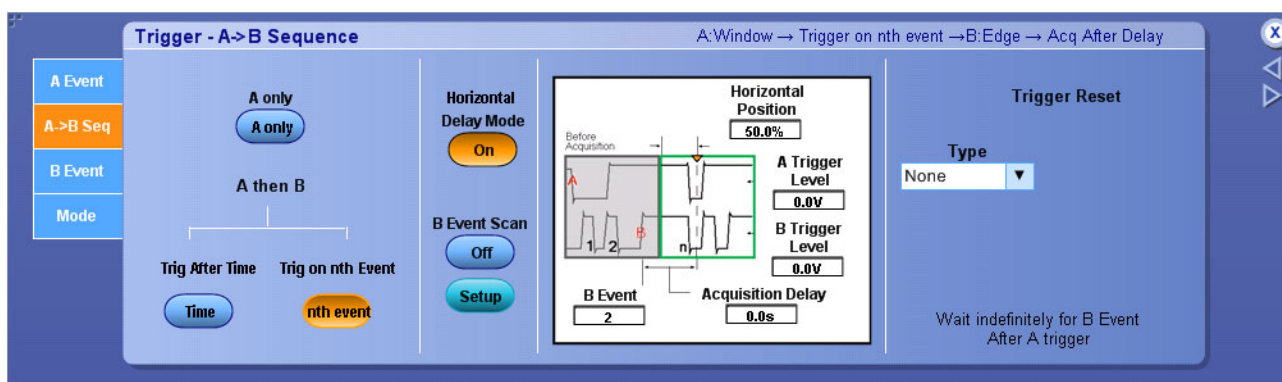 Trigger - A->B Sequence
A:Window → Trigger on nth event →B:Edge → Acq After Delay
X
A Event
A->B Seq
B Event
Mode
A only
A only
A then B
Trig After Time
Trig on nth Event
Time
nth event
Horizontal
Delay Mode
On
B Event Scan
Off
Setup
Horizontal
Position
50.0%
Before
Acquisition
A
1
2
B
n
A Trigger
Level
0.0V
B Trigger
Level
0.0V
B Event
2
Acquisition Delay
0.0s
Trigger Reset
Type
None
Wait indefinitely for B Event
After A trigger